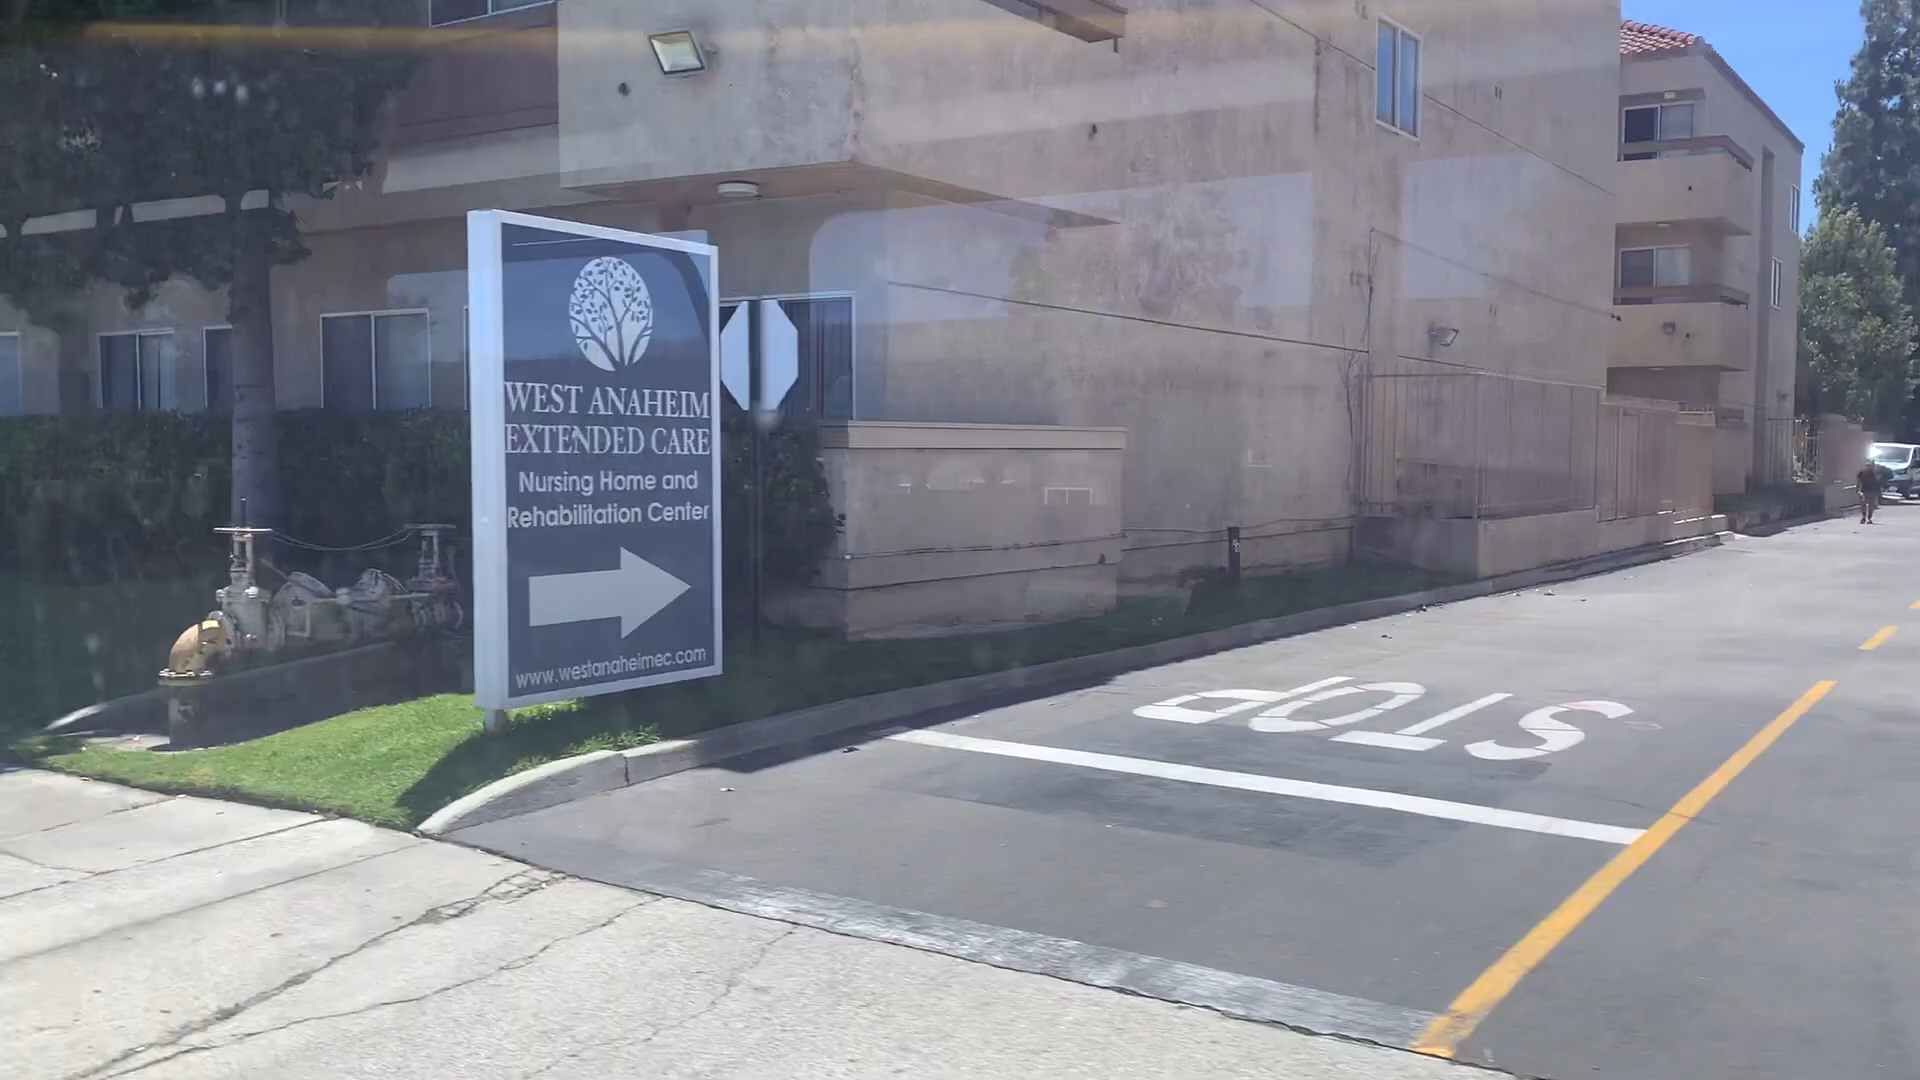 WEST ANAHEIM
EXTENDED CARE
Nursing Home and
Rehabilitation Center
www.westanaheimec.com
STOP